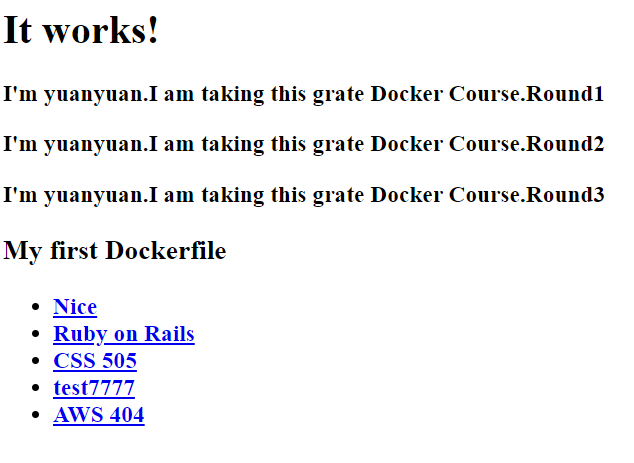 It works!
I'm yuanyuan.I am taking this grate Docker Course.Round1
I'm yuanyuan.I am taking this grate Docker Course.Round2
I'm yuanyuan.I am taking this grate Docker Course.Round3
My first Dockerfile
Nice
Ruby on Rails
CSS 505
test7777
AWS 404